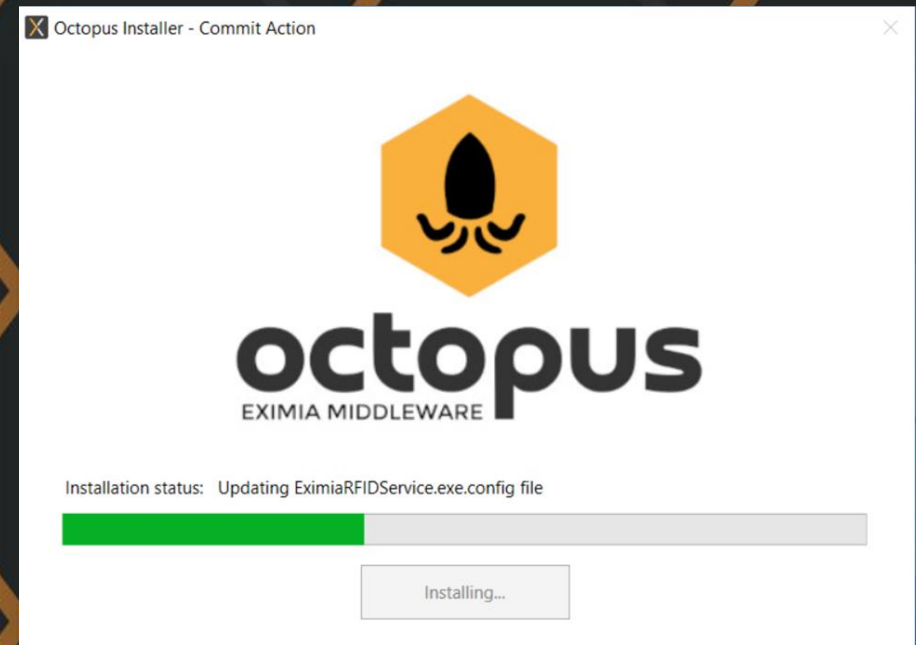 Octopus Installer - Commit Action
octopus
EXIMIA MIDDLEWARE
Installation status: Updating EximiaRFIDService.exe.config file
Installing...